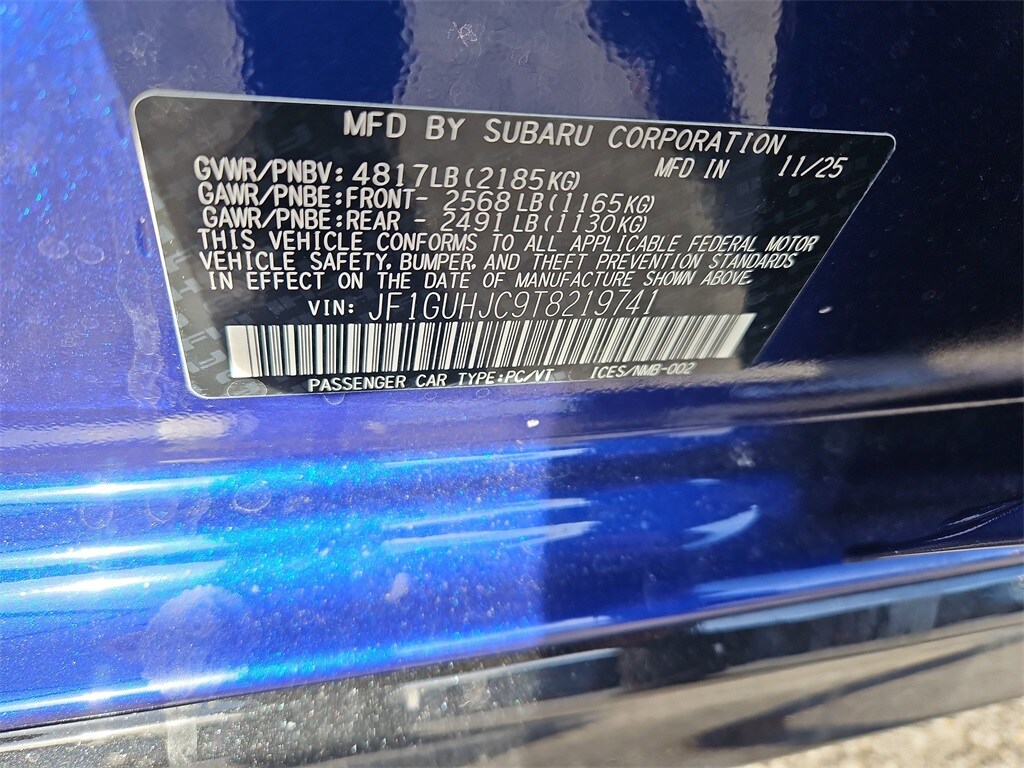 MFD BY SUBARU CORPORATION
GVWR/PNBV: 4817LB(2185KG) MFD IN 11/25
GAWR/PNBE:FRONT- 2568LB(1165KG)
GAWR/PNBE:REAR - 2491LB(1130KG)
THIS VEHICLE CONFORMS TO ALL APPLICABLE FEDERAL MOTOR
VEHICLE SAFETY, BUMPER, AND THEFT PREVENTION STANDARDS
IN EFFECT ON THE DATE OF MANUFACTURE SHOWN ABOVE.
VIN: JF1GUHJC9T8219741
PASSENGER CAR TYPE:PC/VT ICES/NMB-002